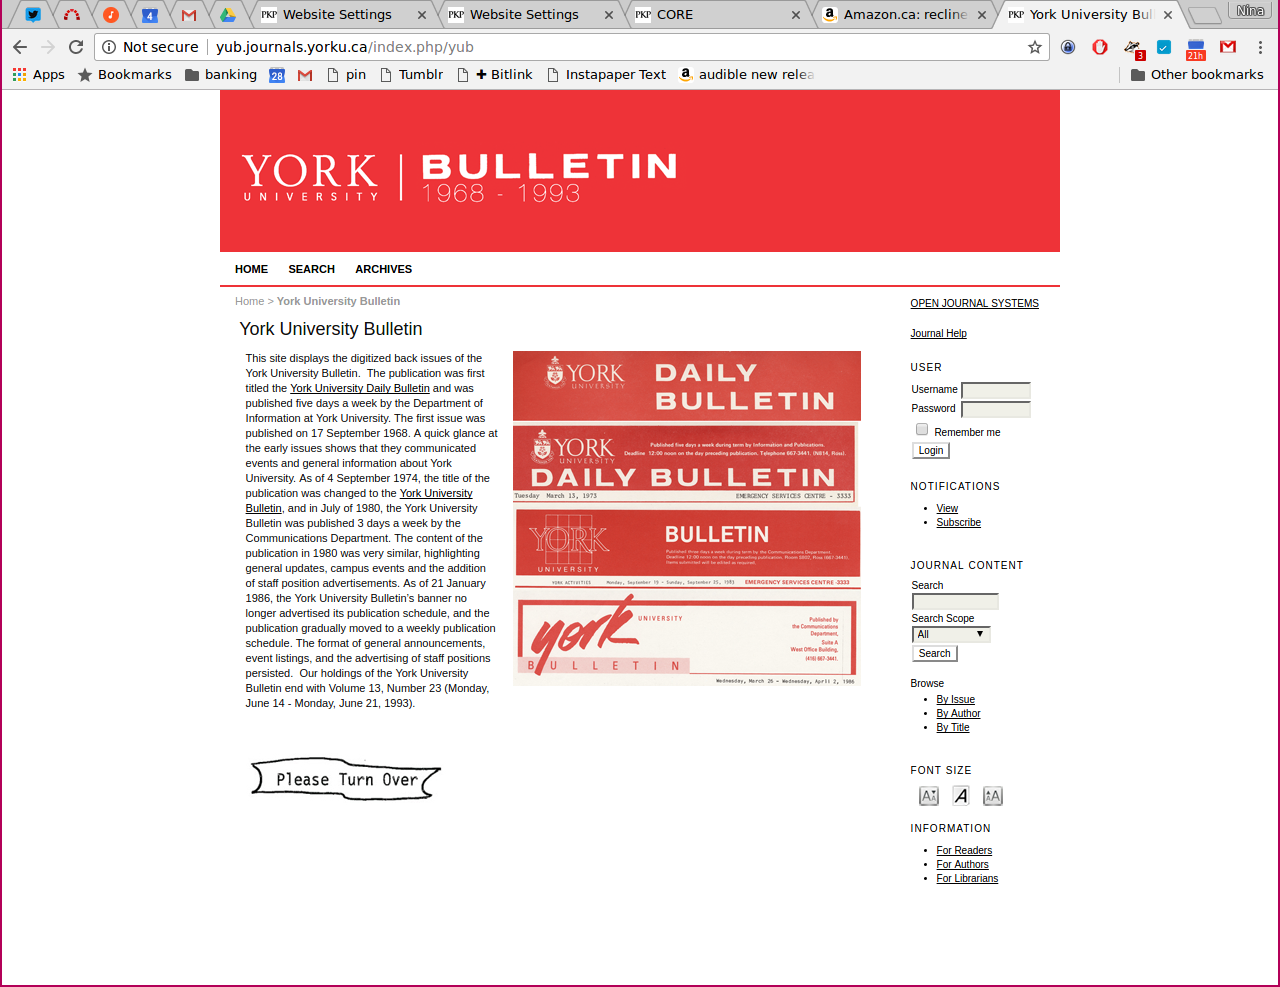 Website Settings
Website Settings
CORE
Amazon.ca: recline
York University Bull
Nina
Not secure
yub.journals.yorku.ca/index.php/yub
3
21h
Apps
Bookmarks
banking
28
pin
Tumblr
+ Bitlink
Instapaper Text
audible new relea
Other bookmarks
YORK
UNIVERSITY
BULLETIN
1968 - 1993
HOME
SEARCH
ARCHIVES
Home > York University Bulletin
York University Bulletin
This site displays the digitized back issues of the
York University Bulletin.  The publication was first
titled the York University Daily Bulletin and was
published five days a week by the Department of
Information at York University. The first issue was
published on 17 September 1968. A quick glance at
the early issues shows that they communicated
events and general information about York
University. As of 4 September 1974, the title of the
publication was changed to the York University
Bulletin, and in July of 1980, the York University
Bulletin was published 3 days a week by the
Communications Department. The content of the
publication in 1980 was very similar, highlighting
general updates, campus events and the addition
of staff position advertisements. As of 21 January
1986, the York University Bulletin's banner no
longer advertised its publication schedule, and the
publication gradually moved to a weekly publication
schedule. The format of general announcements,
event listings, and the advertising of staff positions
persisted.  Our holdings of the York University
Bulletin end with Volume 13, Number 23 (Monday,
June 14 - Monday, June 21, 1993).
YORK
UNIVERSITY
DAILY
BULLETIN
YORK
UNIVERSITY
Published five days a week during term by Information and Publications.
Deadline 12:00 noon on the day preceding publication. Telephone 667-3441. (N814, Ross).
DAILY BULLETIN
Tuesday March 13, 1973
EMERGENCY SERVICES CENTRE - 3333
YORK
UNIVERSITY
BULLETIN
Published three days a week during term by the Communications Department.
YORK ACTIVITIES
Monday, September 19 - Sunday, September 25, 1983
EMERGENCY SERVICES CENTRE -3333
york
UNIVERSITY
BULLETIN
Published by
the Communications
Department,
Suite A
West Office Building,
(416) 667-3441.
Wednesday, March 26 - Wednesday, April 2, 1986
Please Turn Over
OPEN JOURNAL SYSTEMS
Journal Help
USER
Username
Password
Remember me
Login
NOTIFICATIONS
View
Subscribe
JOURNAL CONTENT
Search
Search Scope
All
Search
Browse
By Issue
By Author
By Title
FONT SIZE
INFORMATION
For Readers
For Authors
For Librarians